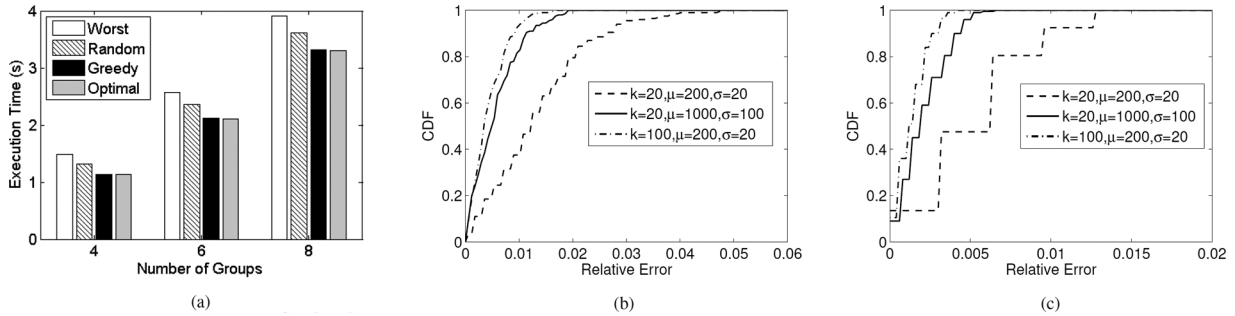 4
3
2
1
0
Execution Time (s)
Worst
Random
Greedy
Optimal
4 6 8
Number of Groups
(a)
1
0.8
0.6
0.4
0.2
0
CDF
k=20,μ=200,σ=20
k=20,μ=1000,σ=100
k=100,μ=200,σ=20
0 0.01 0.02 0.03 0.04 0.05 0.06
Relative Error
(b)
1
0.8
0.6
0.4
0.2
0
CDF
k=20,μ=200,σ=20
k=20,μ=1000,σ=100
k=100,μ=200,σ=20
0 0.005 0.01 0.015 0.02
Relative Error
(c)